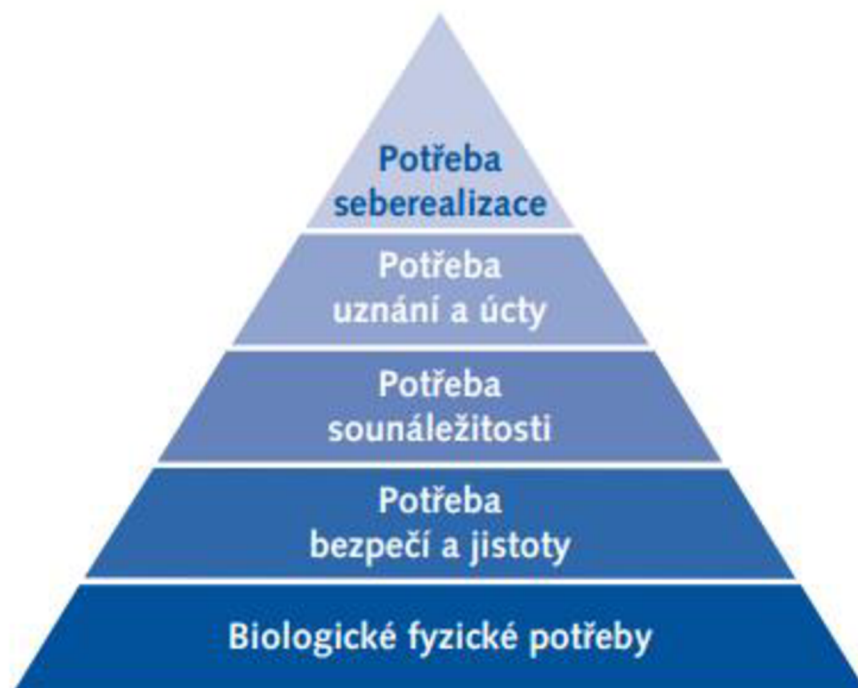 Potřeba
seberealizace
Potřeba
uznání a úcty
Potřeba
sounáležitosti
Potřeba
bezpečí a jistoty
Biologické fyzické potřeby